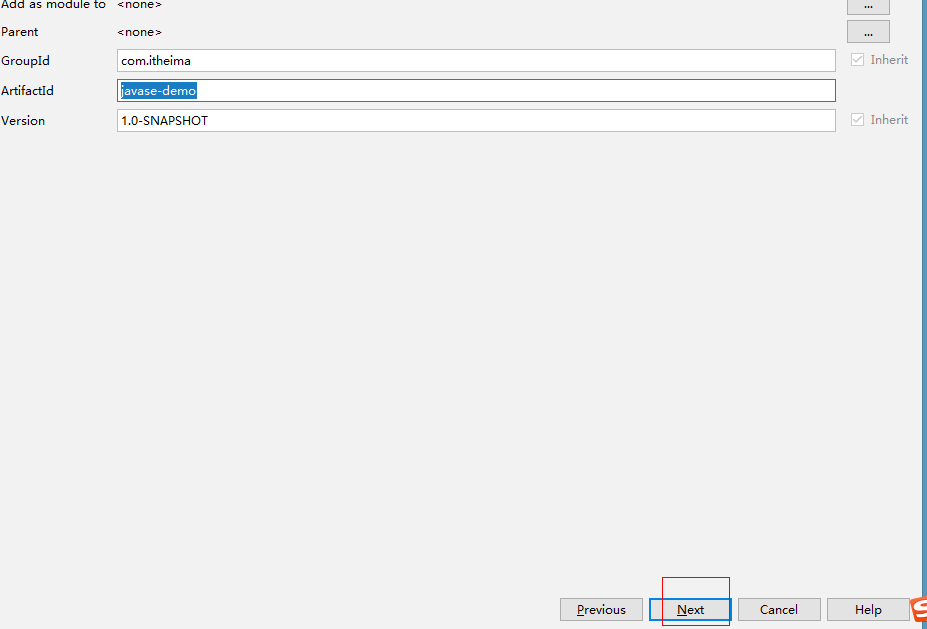 Add as module to <none> ...
Parent <none> ...
GroupId com.itheima Inherit
ArtifactId javase-demo
Version 1.0-SNAPSHOT Inherit
Previous Next Cancel Help